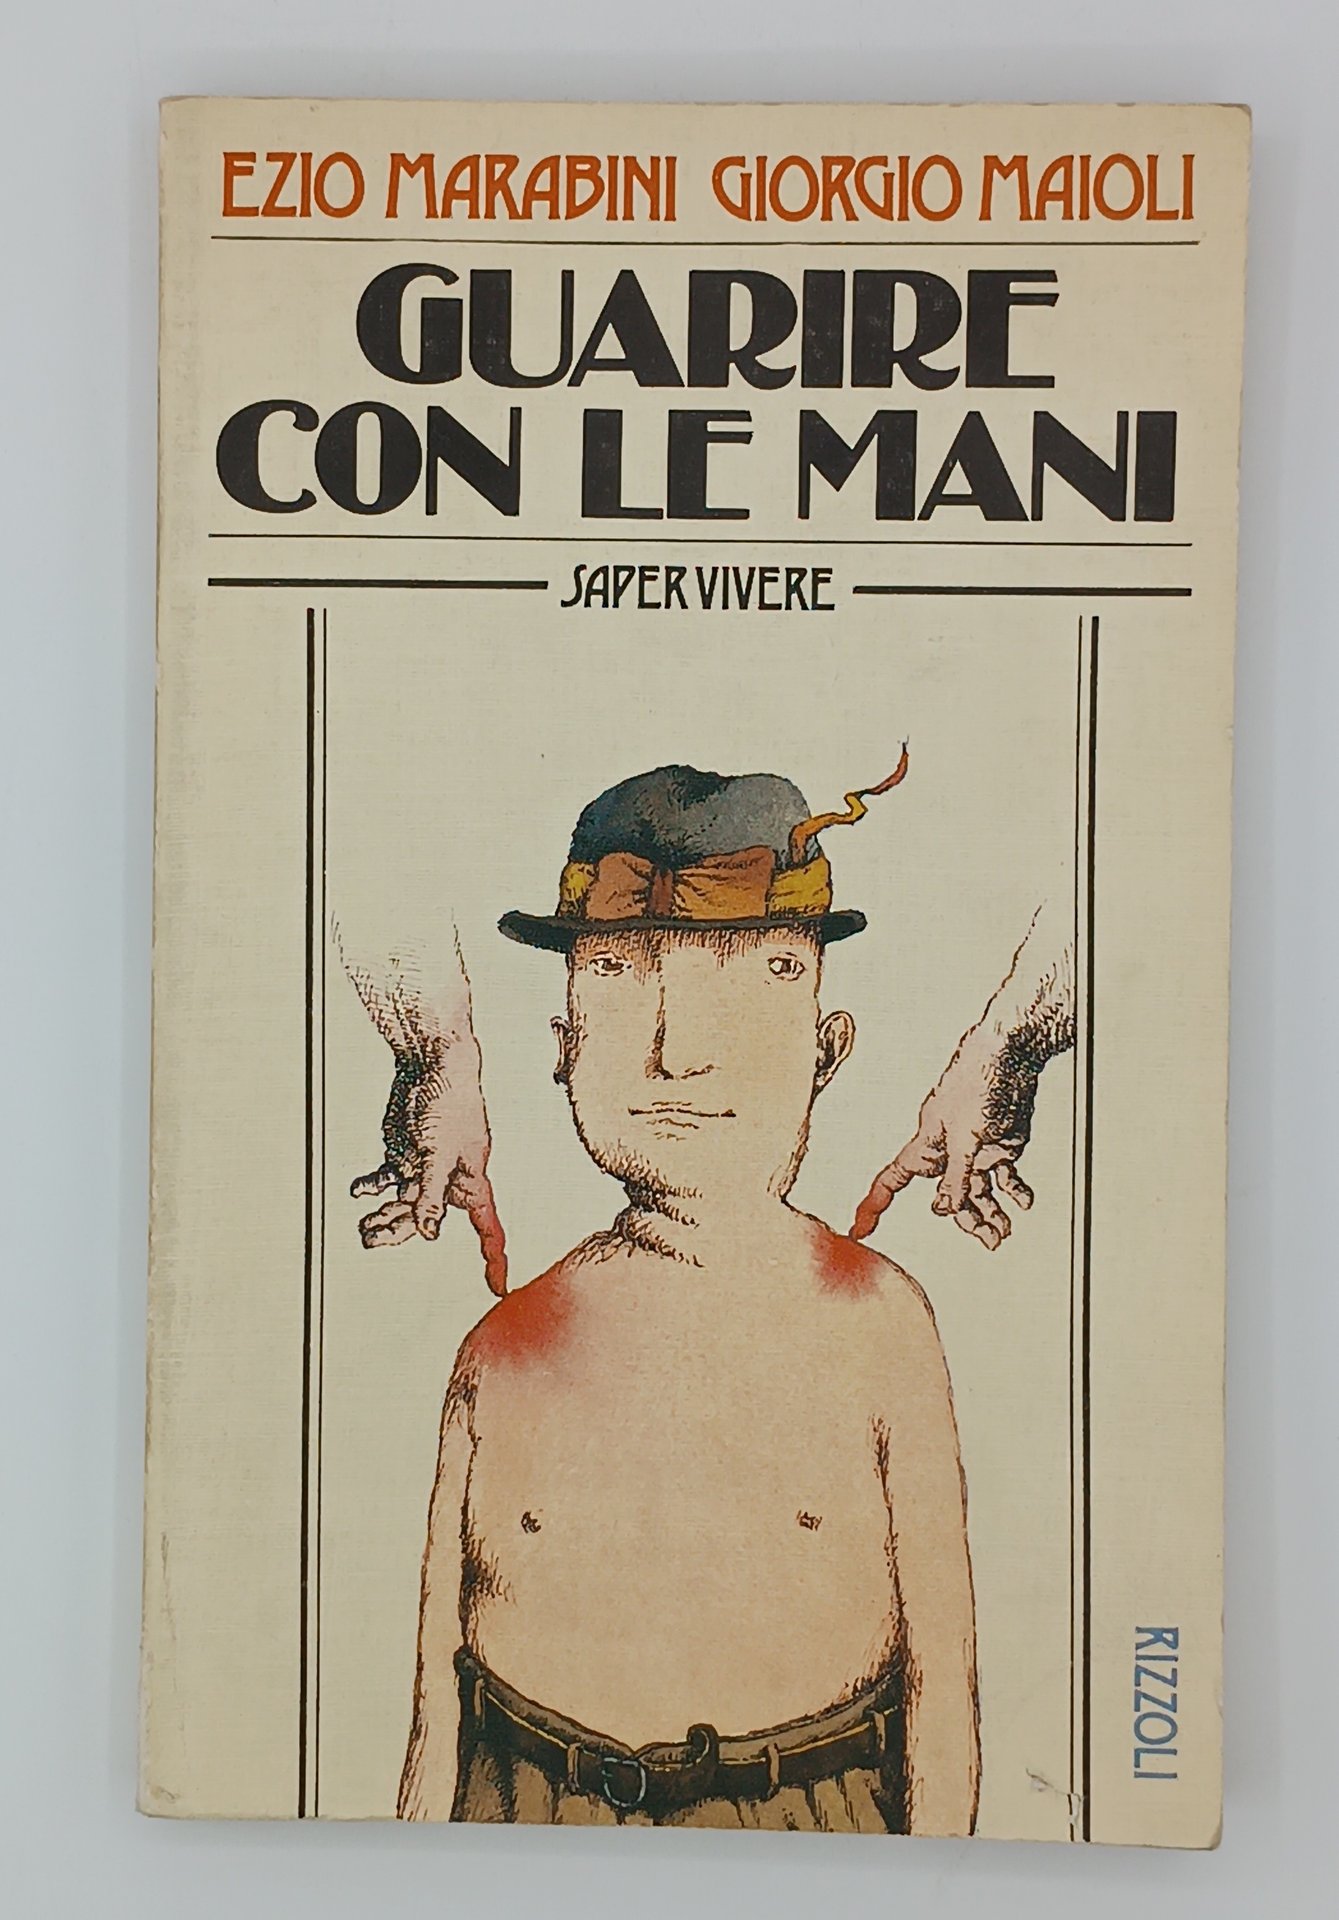 EZIO MARABINI GIORGIO MAIOLI
GUARIRE
CON LE MANI
SAPER VIVERE
RIZZOLI